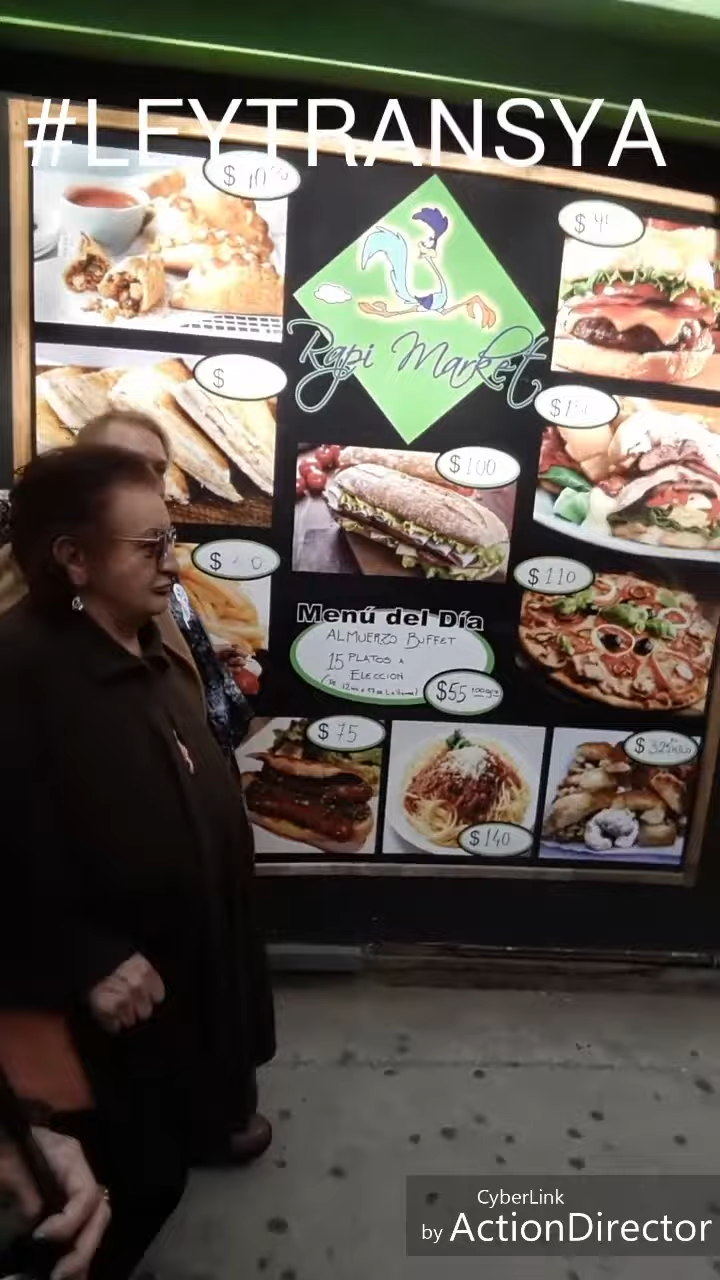 #LEYTRANSYA
Rapi Market
$100
$110
Menú del Día
ALMUERZO BUFFET
15 PLATOS A
ELECCION
$55
$75
$140
CyberLink
by ActionDirector